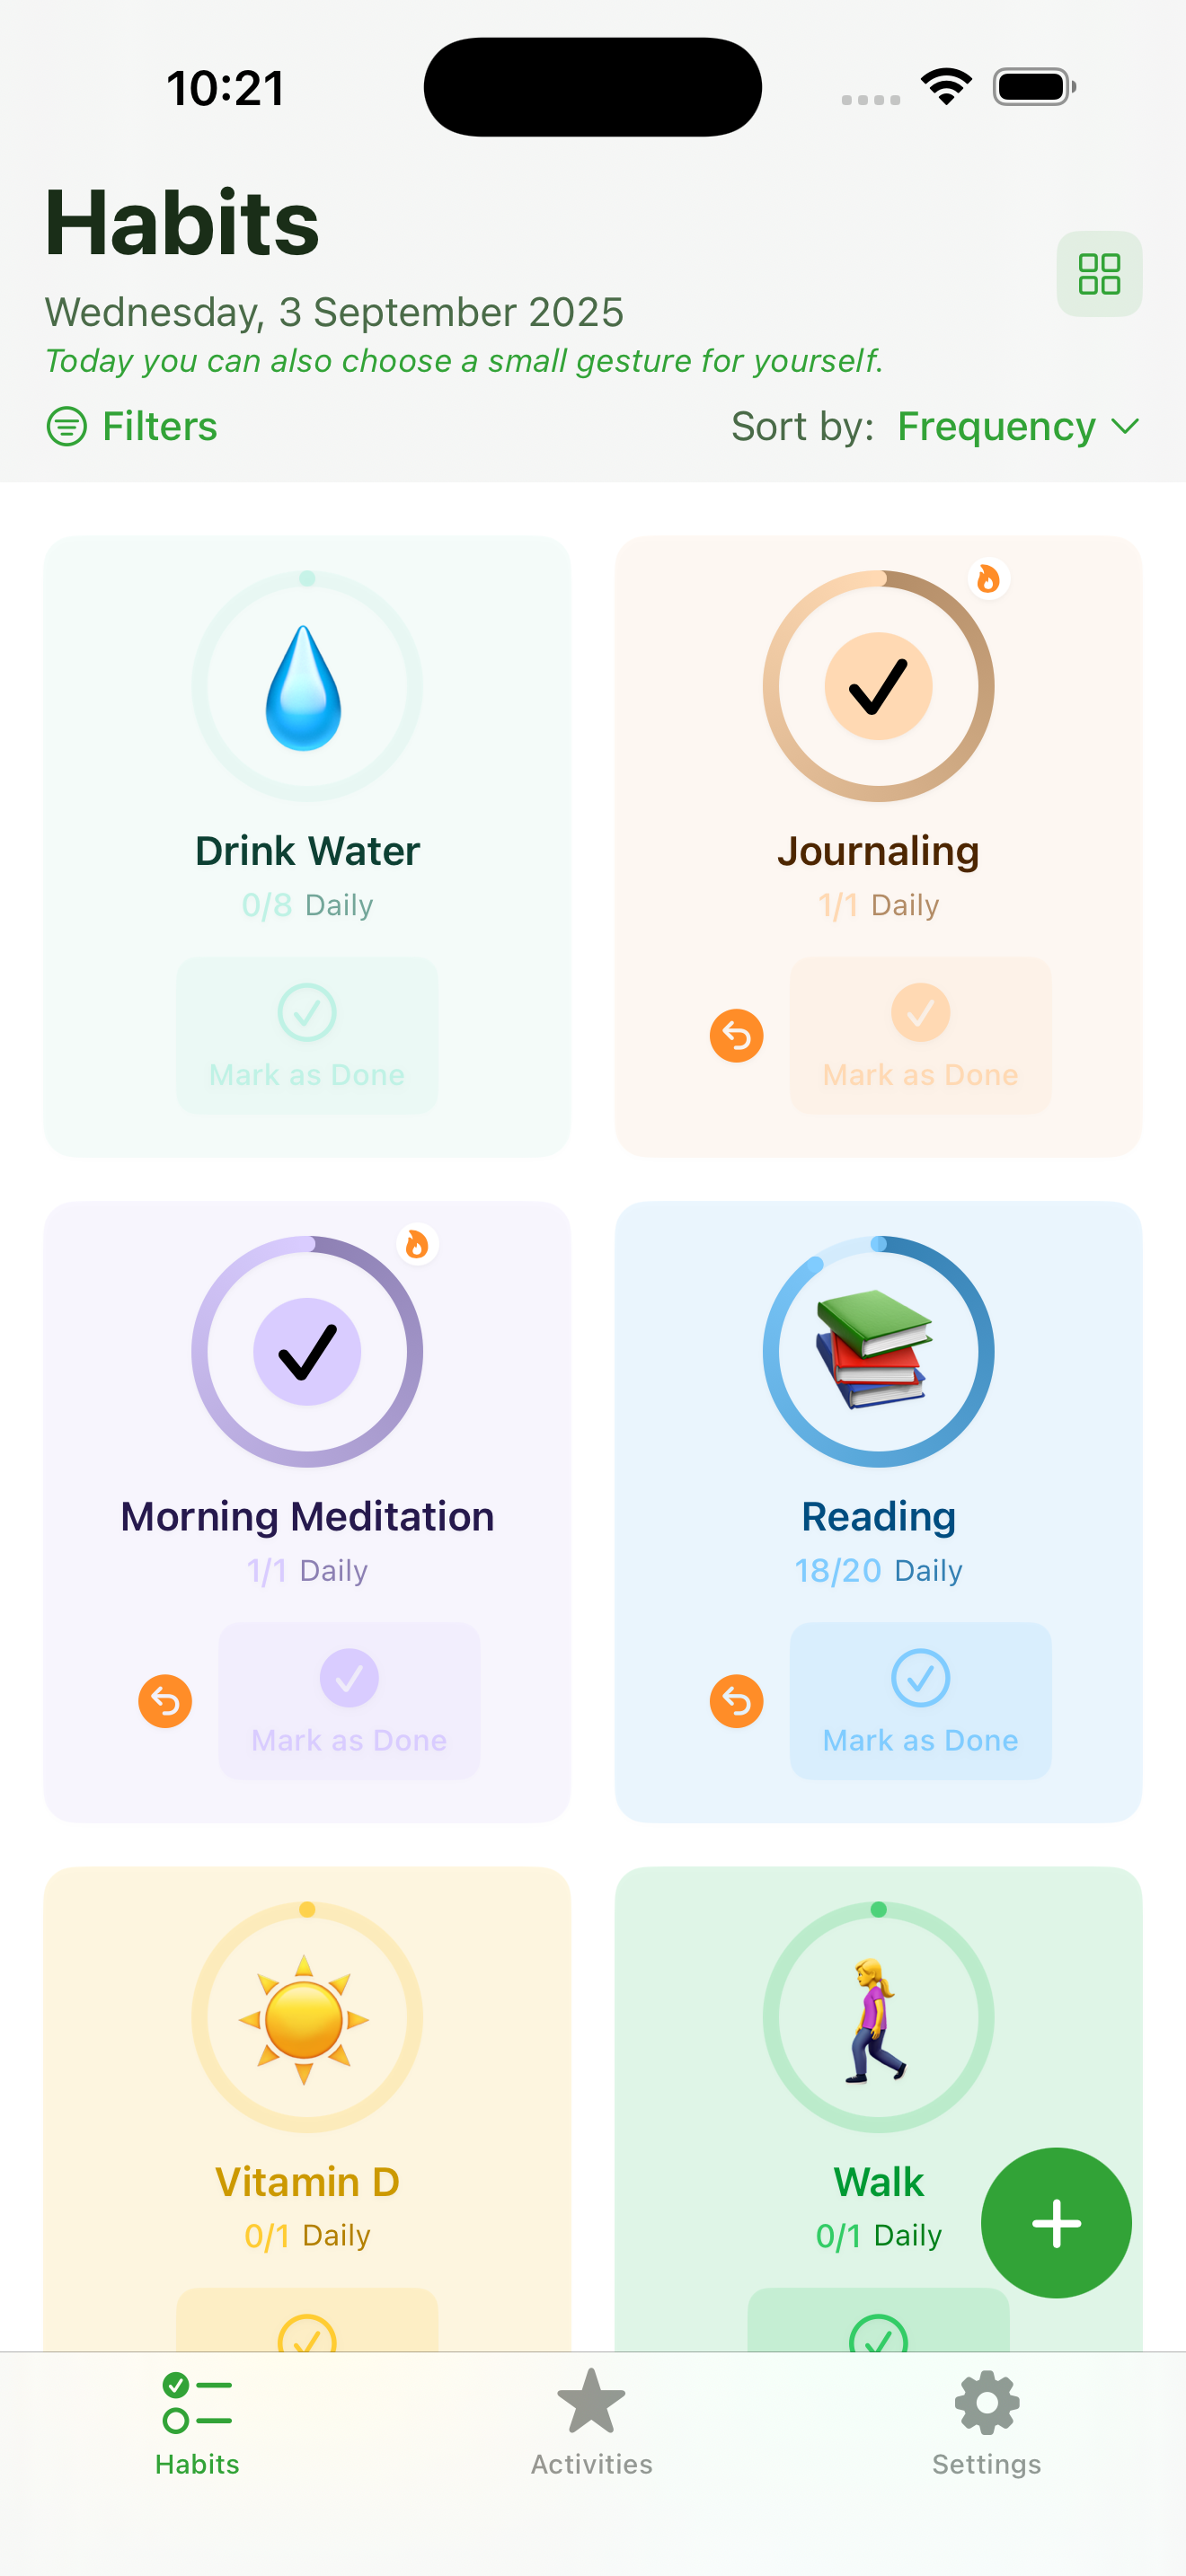 10:21
Habits
Wednesday, 3 September 2025
Today you can also choose a small gesture for yourself.
Filters
Sort by: Frequency
Drink Water
0/8 Daily
Mark as Done
Journaling
1/1 Daily
Mark as Done
Morning Meditation
1/1 Daily
Mark as Done
Reading
18/20 Daily
Mark as Done
Vitamin D
0/1 Daily
Walk
0/1 Daily
Habits
Activities
Settings